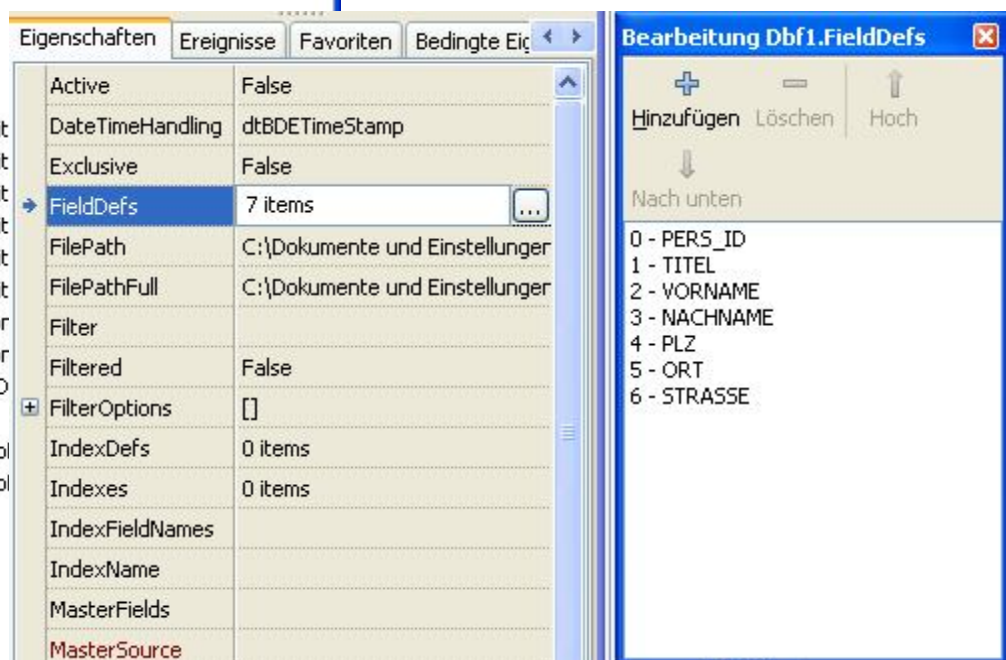 Eigenschaften Ereignisse Favoriten Bedingte Eig
Active False
DateTimeHandling dtBDETimeStamp
Exclusive False
FieldDefs 7 items ...
FilePath C:\Dokumente und Einstellunger
FilePathFull C:\Dokumente und Einstellunger
Filter
Filtered False
FilterOptions []
IndexDefs 0 items
Indexes 0 items
IndexFieldNames
IndexName
MasterFields
MasterSource
Bearbeitung Dbf1.FieldDefs
Hinzufügen Löschen Hoch
Nach unten
0 - PERS_ID
1 - TITEL
2 - VORNAME
3 - NACHNAME
4 - PLZ
5 - ORT
6 - STRASSE